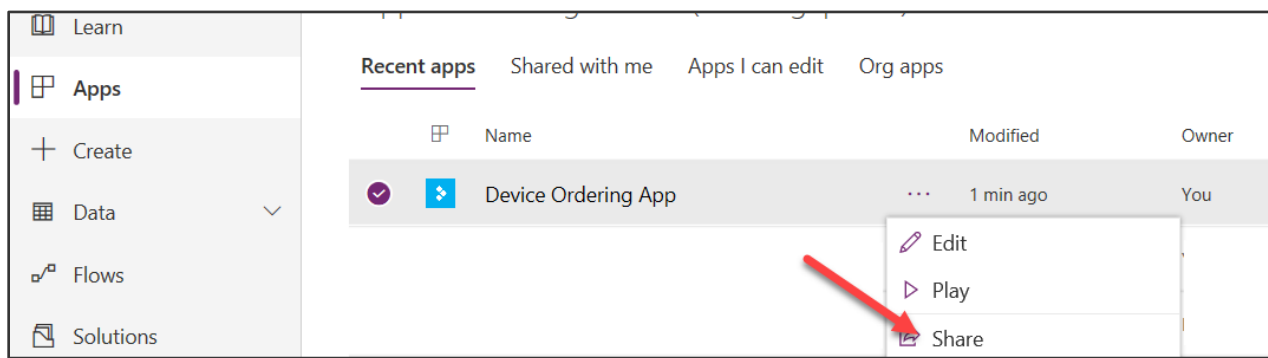 Learn
Apps
Create
Data
Flows
Solutions
Recent apps Shared with me Apps I can edit Org apps
Name Modified Owner
Device Ordering App ... 1 min ago You
Edit
Play
Share